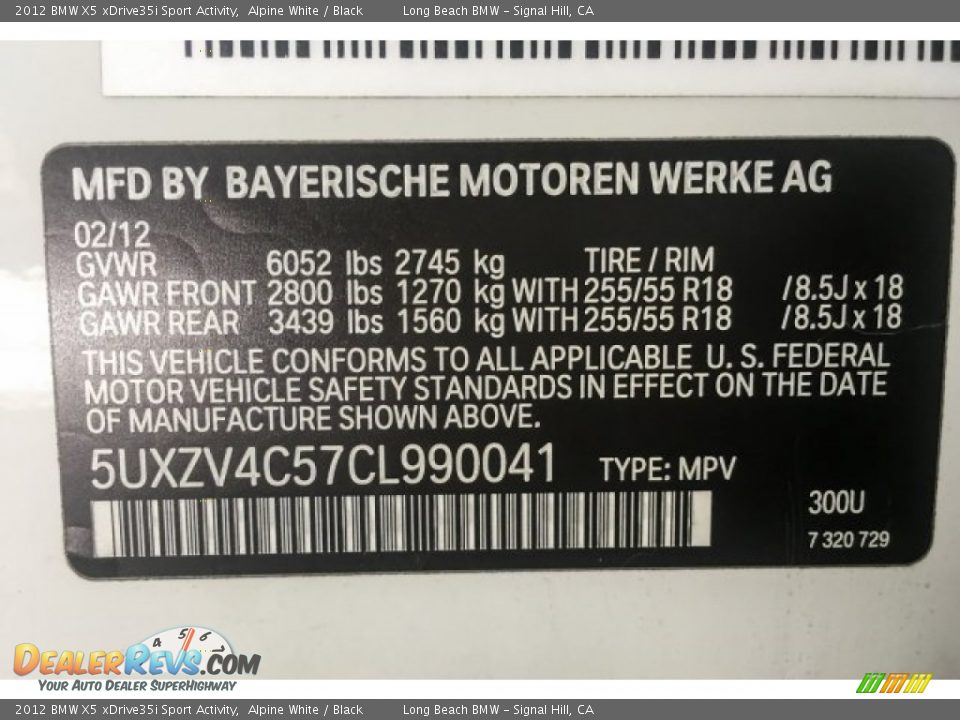 2012 BMW X5 xDrive35i Sport Activity, Alpine White / Black Long Beach BMW - Signal Hill, CA
MFD BY BAYERISCHE MOTOREN WERKE AG
02/12
GVWR 6052 lbs 2745 kg TIRE / RIM
GAWR FRONT 2800 lbs 1270 kg WITH 255/55 R18 /8.5J x 18
GAWR REAR 3439 lbs 1560 kg WITH 255/55 R18 /8.5J x 18
THIS VEHICLE CONFORMS TO ALL APPLICABLE U. S. FEDERAL
MOTOR VEHICLE SAFETY STANDARDS IN EFFECT ON THE DATE
OF MANUFACTURE SHOWN ABOVE.
5UXZV4C57CL990041 TYPE: MPV
300U
7 320 729
4 5 6 7
DEALERREVS.COM
YOUR AUTO DEALER SUPERHIGHWAY
2012 BMW X5 xDrive35i Sport Activity, Alpine White / Black Long Beach BMW - Signal Hill, CA